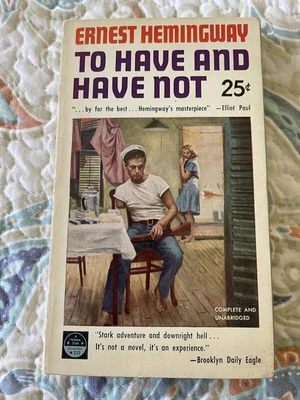 ERNEST HEMINGWAY
TO HAVE AND
HAVE NOT 25¢
"...by far the best...Hemingway's masterpiece" —Elliot Paul
COMPLETE AND
UNABRIDGED
"Stark adventure and downright hell...
It's not a novel, it's an experience."
—Brooklyn Daily Eagle